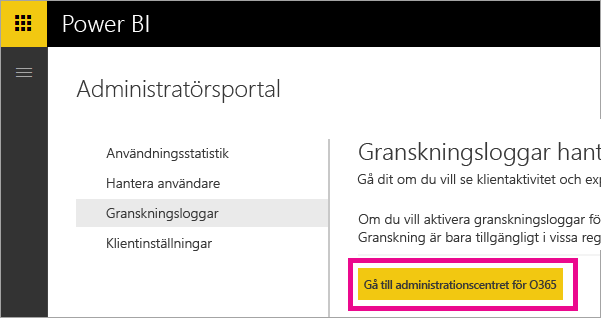 Power BI
Administratörsportal
Användningsstatistik
Hantera användare
Granskningsloggar
Klientinställningar
Granskningsloggar hant
Gå dit om du vill se klientaktivitet och exp
Om du vill aktivera granskningsloggar fö
Granskning är bara tillgängligt i vissa reg
Gå till administrationscentret för O365